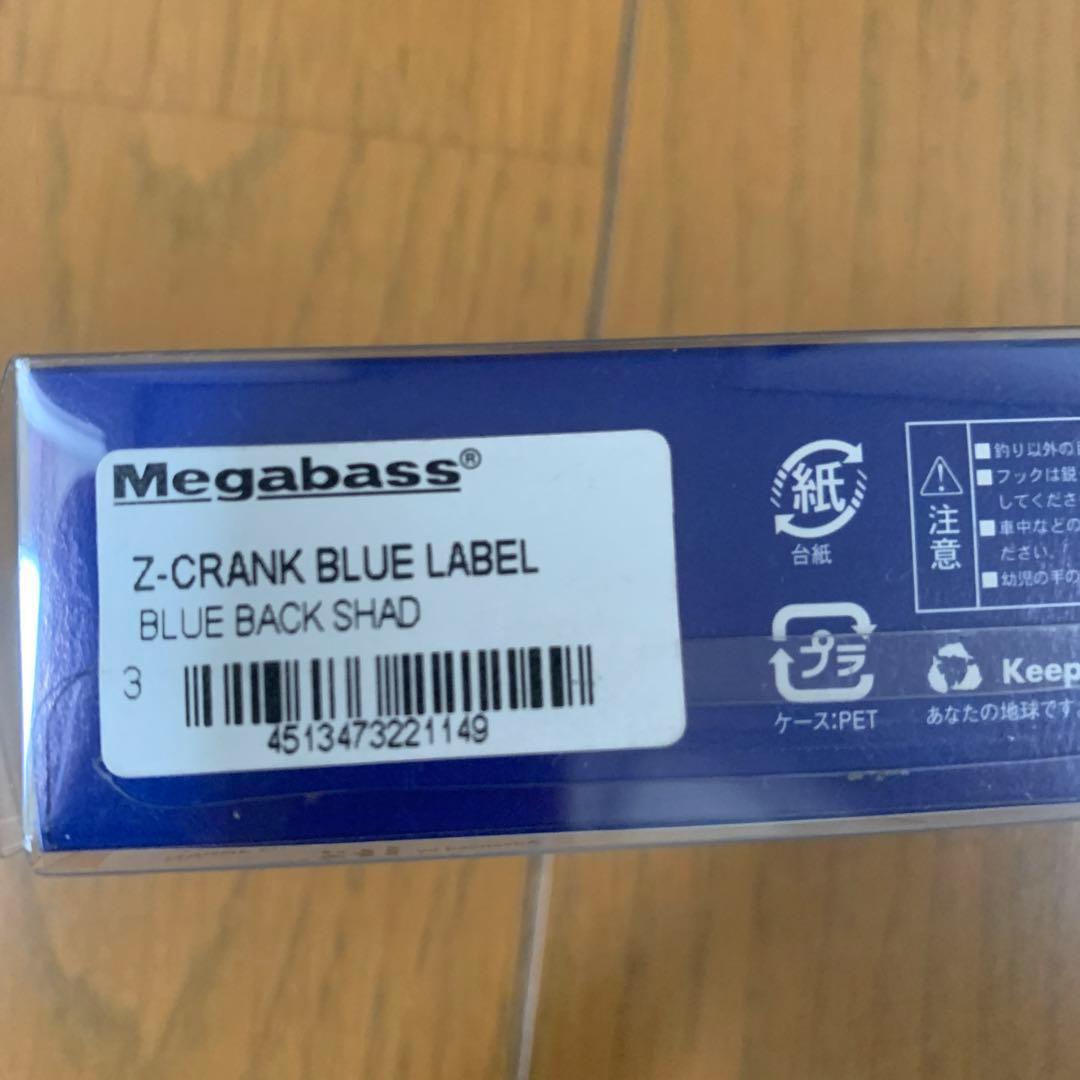 Megabass®
Z-CRANK BLUE LABEL
BLUE BACK SHAD
3
4513473221149
紙
台紙
プラ
ケース:PET
注意
■釣り以外の
■フックは鋭
してくださ
■車中などの
ださい。
■幼児の手の
Keep
あなたの地球です。